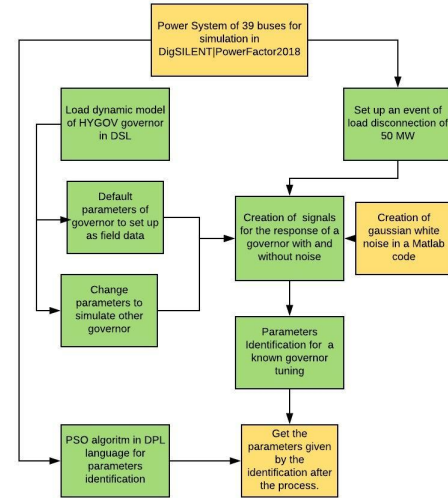 Power System of 39 buses for
simulation in
DigSILENT|PowerFactor2018
Load dynamic model
of HYGOV governor
in DSL
Set up an event of
load disconnection of
50 MW
Default
parameters of
governor to set up
as field data
Creation of signals
for the response of a
governor with and
without noise
Creation of
gaussian white
noise in a Matlab
code
Change
parameters to
simulate other
governor
Parameters
Identification for a
known governor
tuning
PSO algoritm in DPL
language for
parameters
identification
Get the
parameters given
by the
identification after
the process.